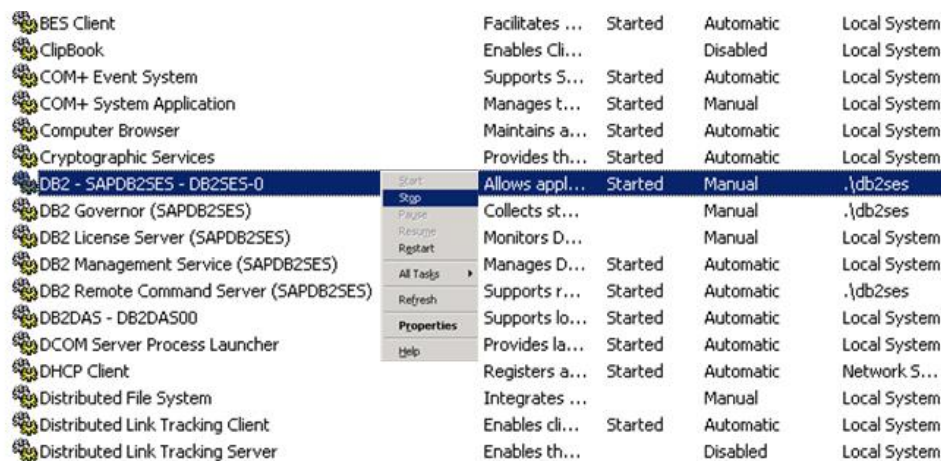 BES Client Facilitates ... Started Automatic Local System
ClipBook Enables Cli... Disabled Local System
COM+ Event System Supports S... Started Automatic Local System
COM+ System Application Manages t... Started Manual Local System
Computer Browser Maintains a... Started Automatic Local System
Cryptographic Services Provides th... Started Automatic Local System
DB2 - SAPDB2SES - DB2SES-0 Start Allows appl... Started Manual .\db2ses
Stop
DB2 Governor (SAPDB2SES) Pause Collects st... Manual .\db2ses
Resume
DB2 License Server (SAPDB2SES) Restart Monitors D... Manual Local System
DB2 Management Service (SAPDB2SES) All Tasks Manages D... Started Automatic Local System
DB2 Remote Command Server (SAPDB2SES) Refresh Supports r... Started Automatic .\db2ses
DB2DAS - DB2DAS00 Properties Supports lo... Started Automatic Local System
DCOM Server Process Launcher Help Provides la... Started Automatic Local System
DHCP Client Registers a... Started Automatic Network S...
Distributed File System Integrates ... Manual Local System
Distributed Link Tracking Client Enables cli... Started Automatic Local System
Distributed Link Tracking Server Enables th... Disabled Local System